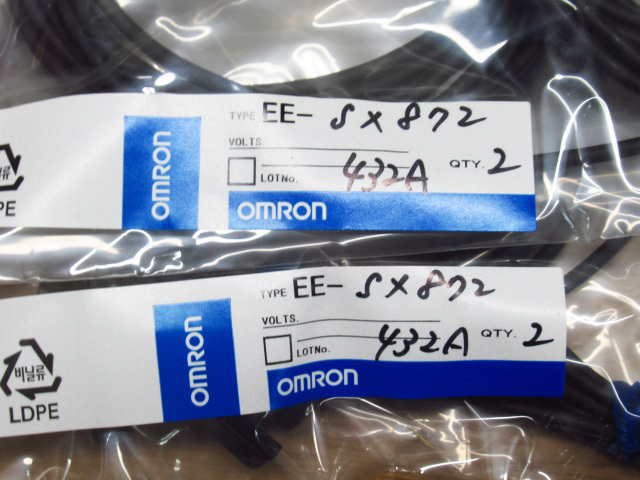 TYPE EE- SX872
VOLTS.
LOTNo. 432A QTY. 2
OMRON
OMRON
PE
TYPE EE- SX872
VOLTS.
LOTNo. 432A QTY. 2
OMRON
OMRON
비닐류
LDPE